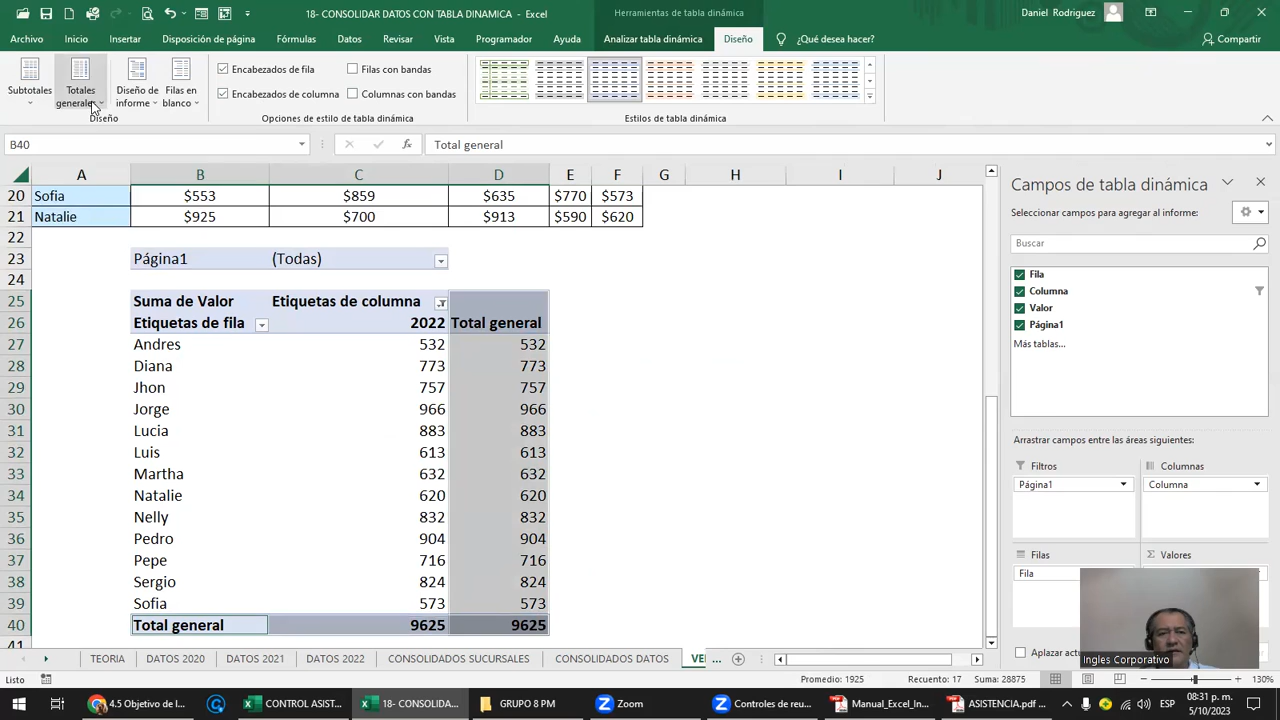 18- CONSOLIDAR DATOS CON TABLA DINAMICA - Excel
Herramientas de tabla dinámica
Daniel Rodriguez
Archivo Inicio Insertar Disposición de página Fórmulas Datos Revisar Vista Programador Ayuda Analizar tabla dinámica Diseño ¿Qué desea hacer? Compartir
Subtotales
Totales generales
Diseño de informe
Filas en blanco
Encabezados de fila
Filas con bandas
Encabezados de columna
Columnas con bandas
Diseño
Opciones de estilo de tabla dinámica
Estilos de tabla dinámica
B40 fx Total general
A B C D E F G H I J
20 Sofia $553 $859 $635 $770 $573
21 Natalie $925 $700 $913 $590 $620
22
23 Página1 (Todas)
24
25 Suma de Valor Etiquetas de columna
26 Etiquetas de fila 2022 Total general
27 Andres 532 532
28 Diana 773 773
29 Jhon 757 757
30 Jorge 966 966
31 Lucia 883 883
32 Luis 613 613
33 Martha 632 632
34 Natalie 620 620
35 Nelly 832 832
36 Pedro 904 904
37 Pepe 716 716
38 Sergio 824 824
39 Sofia 573 573
40 Total general 9625 9625
41
Campos de tabla dinámica
Seleccionar campos para agregar al informe:
Buscar
Fila
Columna
Valor
Página1
Más tablas...
Arrastrar campos entre las áreas siguientes:
Filtros Columnas
Página1 Columna
Filas Valores
Fila
Aplazar actu
Ingles Corporativo
TEORIA DATOS 2020 DATOS 2021 DATOS 2022 CONSOLIDADOS SUCURSALES CONSOLIDADOS DATOS VE ...
Listo Promedio: 1925 Recuento: 17 Suma: 28875 130%
4.5 Objetivo de l... CONTROL ASIST... 18- CONSOLIDA... GRUPO 8 PM Zoom Controles de reu... Manual_Excel_In... ASISTENCIA.pdf ... ESP
08:31 p. m.
5/10/2023